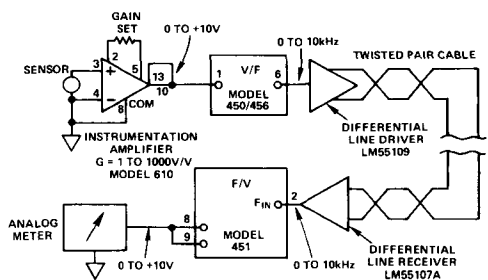 GAIN
SET
0 TO +10V
0 TO 10kHz
TWISTED PAIR CABLE
SENSOR
2
3
+
5
13
10
4
−
8
COM
1
V/F
6
MODEL
450/456
INSTRUMENTATION
AMPLIFIER
G = 1 TO 1000V/V
MODEL 610
DIFFERENTIAL
LINE DRIVER
LM55109
F/V
FIN
2
MODEL
451
8
9
ANALOG
METER
0 TO +10V
0 TO 10kHz
DIFFERENTIAL
LINE RECEIVER
LM55107A